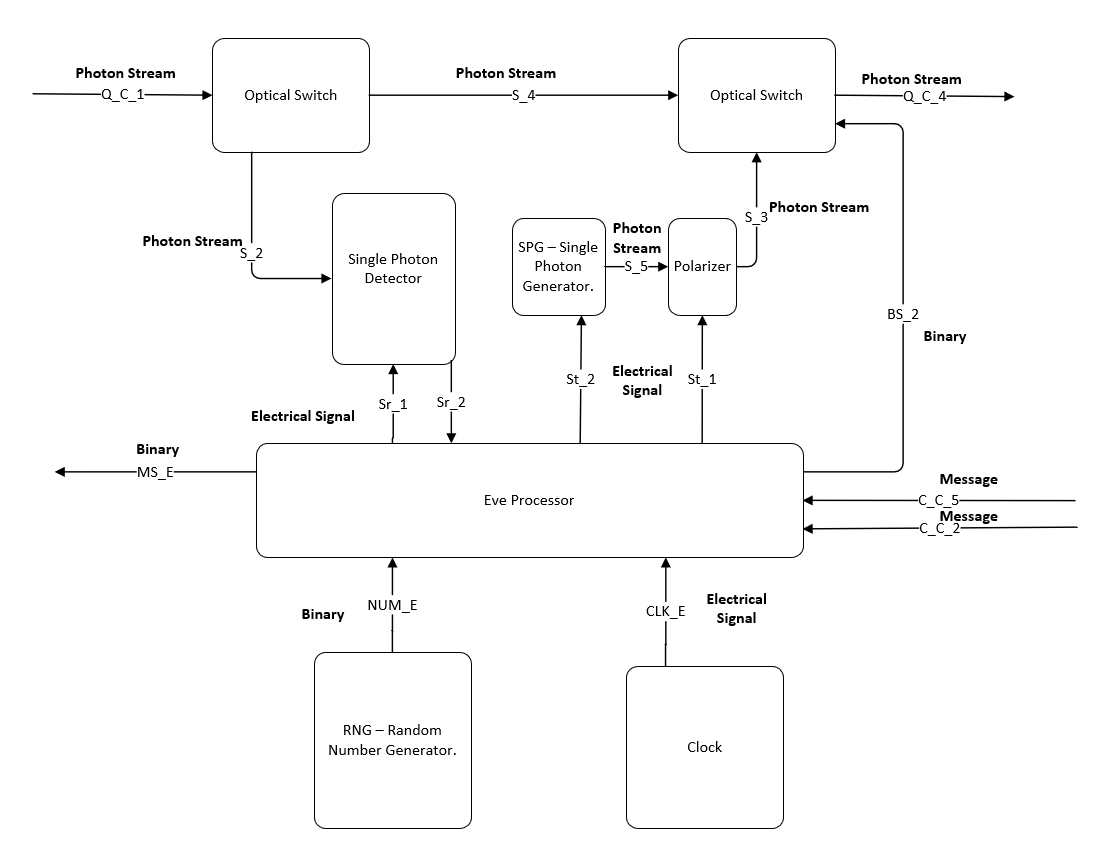 Photon Stream
Q_C_1
Optical Switch
Photon Stream
S_4
Optical Switch
Photon Stream
Q_C_4
Photon Stream
S_2
Single Photon
Detector
SPG – Single
Photon
Generator.
Photon
Stream
S_5
Polarizer
S_3
Photon Stream
BS_2
Binary
Electrical Signal
Sr_1
Sr_2
St_2
Electrical
Signal
St_1
Binary
MS_E
Eve Processor
Message
C_C_5
Message
C_C_2
Binary
NUM_E
CLK_E
Electrical
Signal
RNG – Random
Number Generator.
Clock